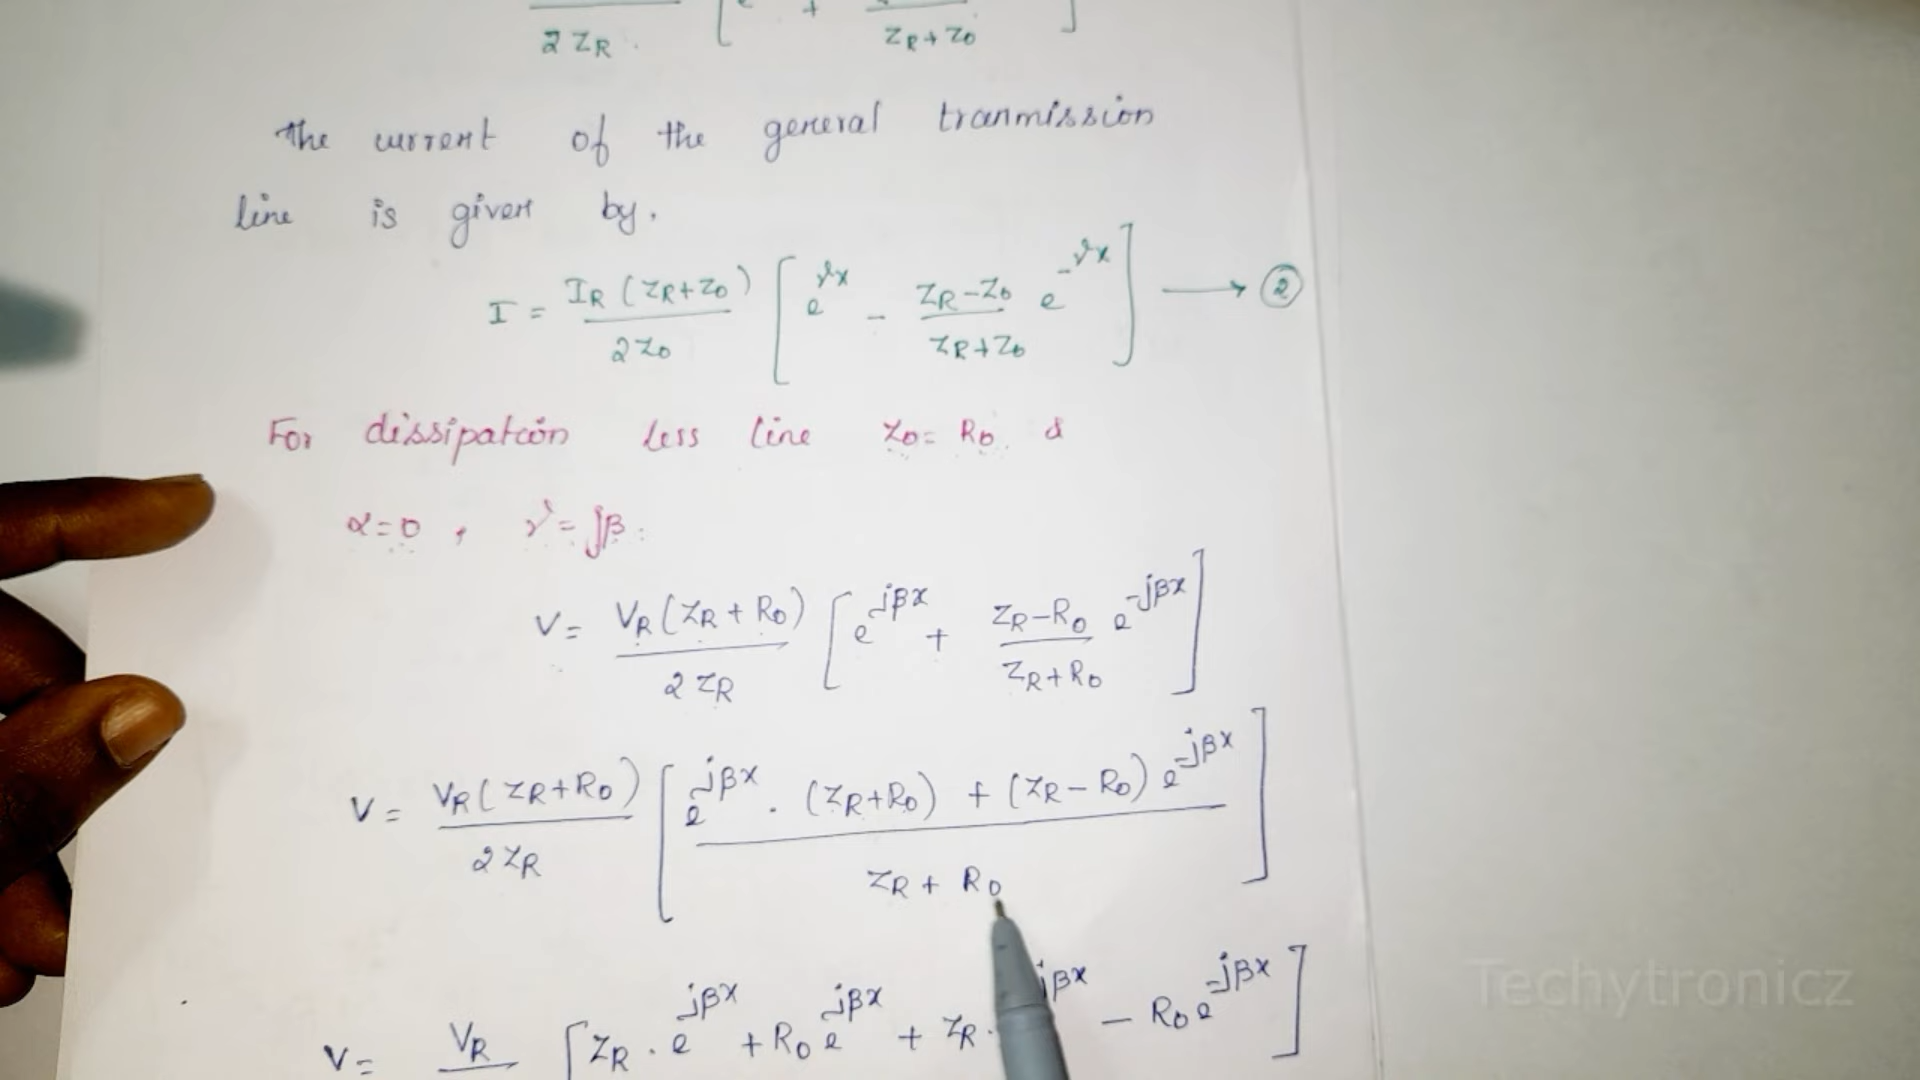 2 ZR [ e + ZR + Z0 ]
The current of the general tranmission
line is given by.
I = IR (ZR+Z0) / 2Z0 [ e^γx - ZR-Z0 / ZR+Z0 e^-γx ] → ②
For dissipation less line Z0 = R0 &
α=0 , γ = jβ.
V = VR (ZR + R0) / 2 ZR [ e^jβx + ZR-R0 / ZR+R0 e^-jβx ]
V = VR (ZR+R0) / 2 ZR [ e^jβx . (ZR+R0) + (ZR-R0) e^-jβx / ZR + R0 ]
V = VR [ ZR . e^jβx + R0 e^jβx + ZR . jβx - R0 e^-jβx ]
Techytronicz